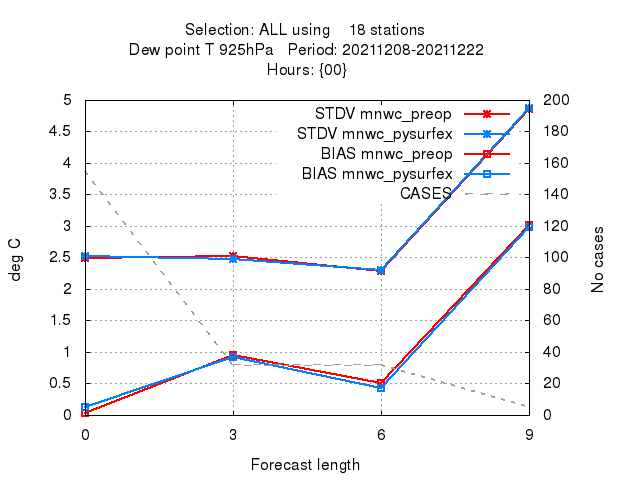 Selection: ALL using    18 stations
Dew point T 925hPa   Period: 20211208-20211222
Hours: {00}
5
4.5
4
3.5
3
2.5
2
1.5
1
0.5
0
deg C
STDV mnwc_preop
STDV mnwc_pysurfex
BIAS mnwc_preop
BIAS mnwc_pysurfex
CASES
200
180
160
140
120
100
80
60
40
20
0
No cases
0 3 6 9
Forecast length